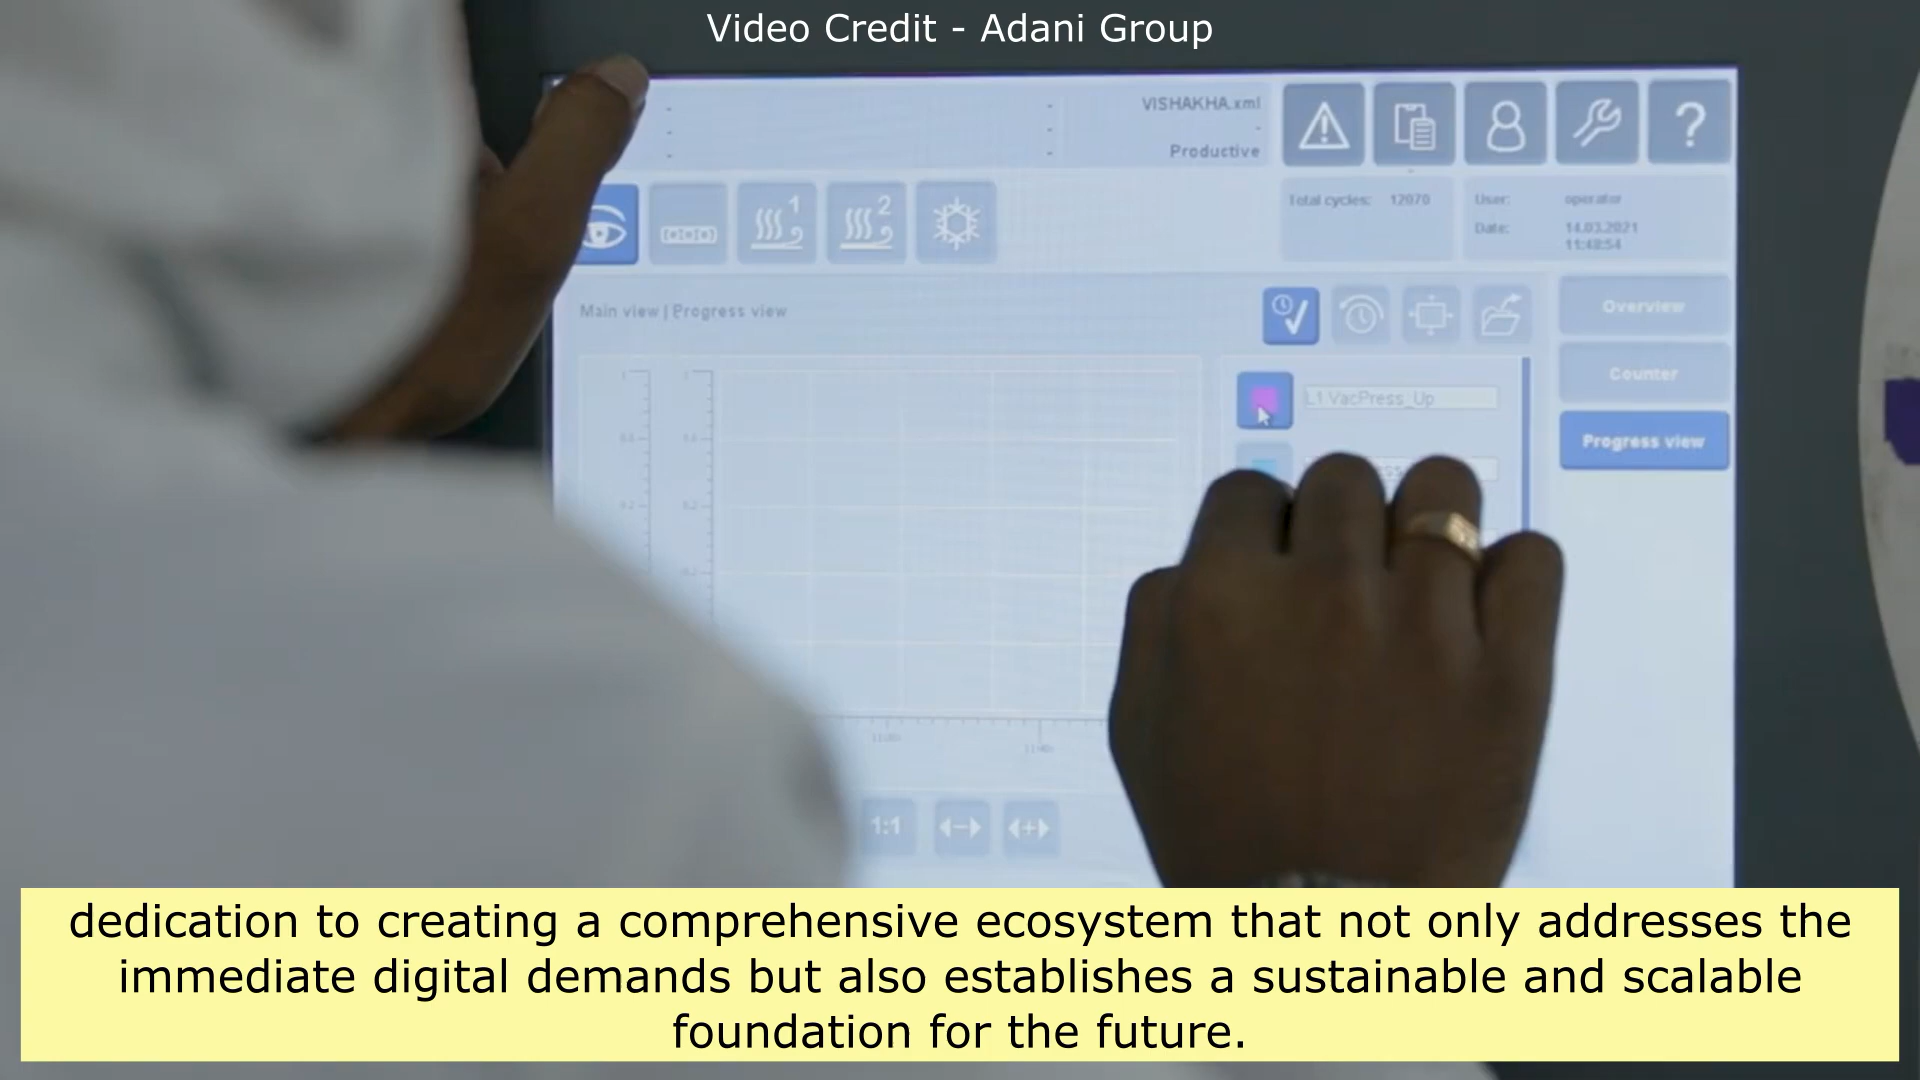 Video Credit - Adani Group
VISHAKHA.xml
Productive
1
2
Total cycles: 12070
User: operator
Date: 14.03.2021
11:48:54
Main view | Progress view
Overview
Counter
Progress view
L1 VacPress_Up
1:1
dedication to creating a comprehensive ecosystem that not only addresses the
immediate digital demands but also establishes a sustainable and scalable
foundation for the future.